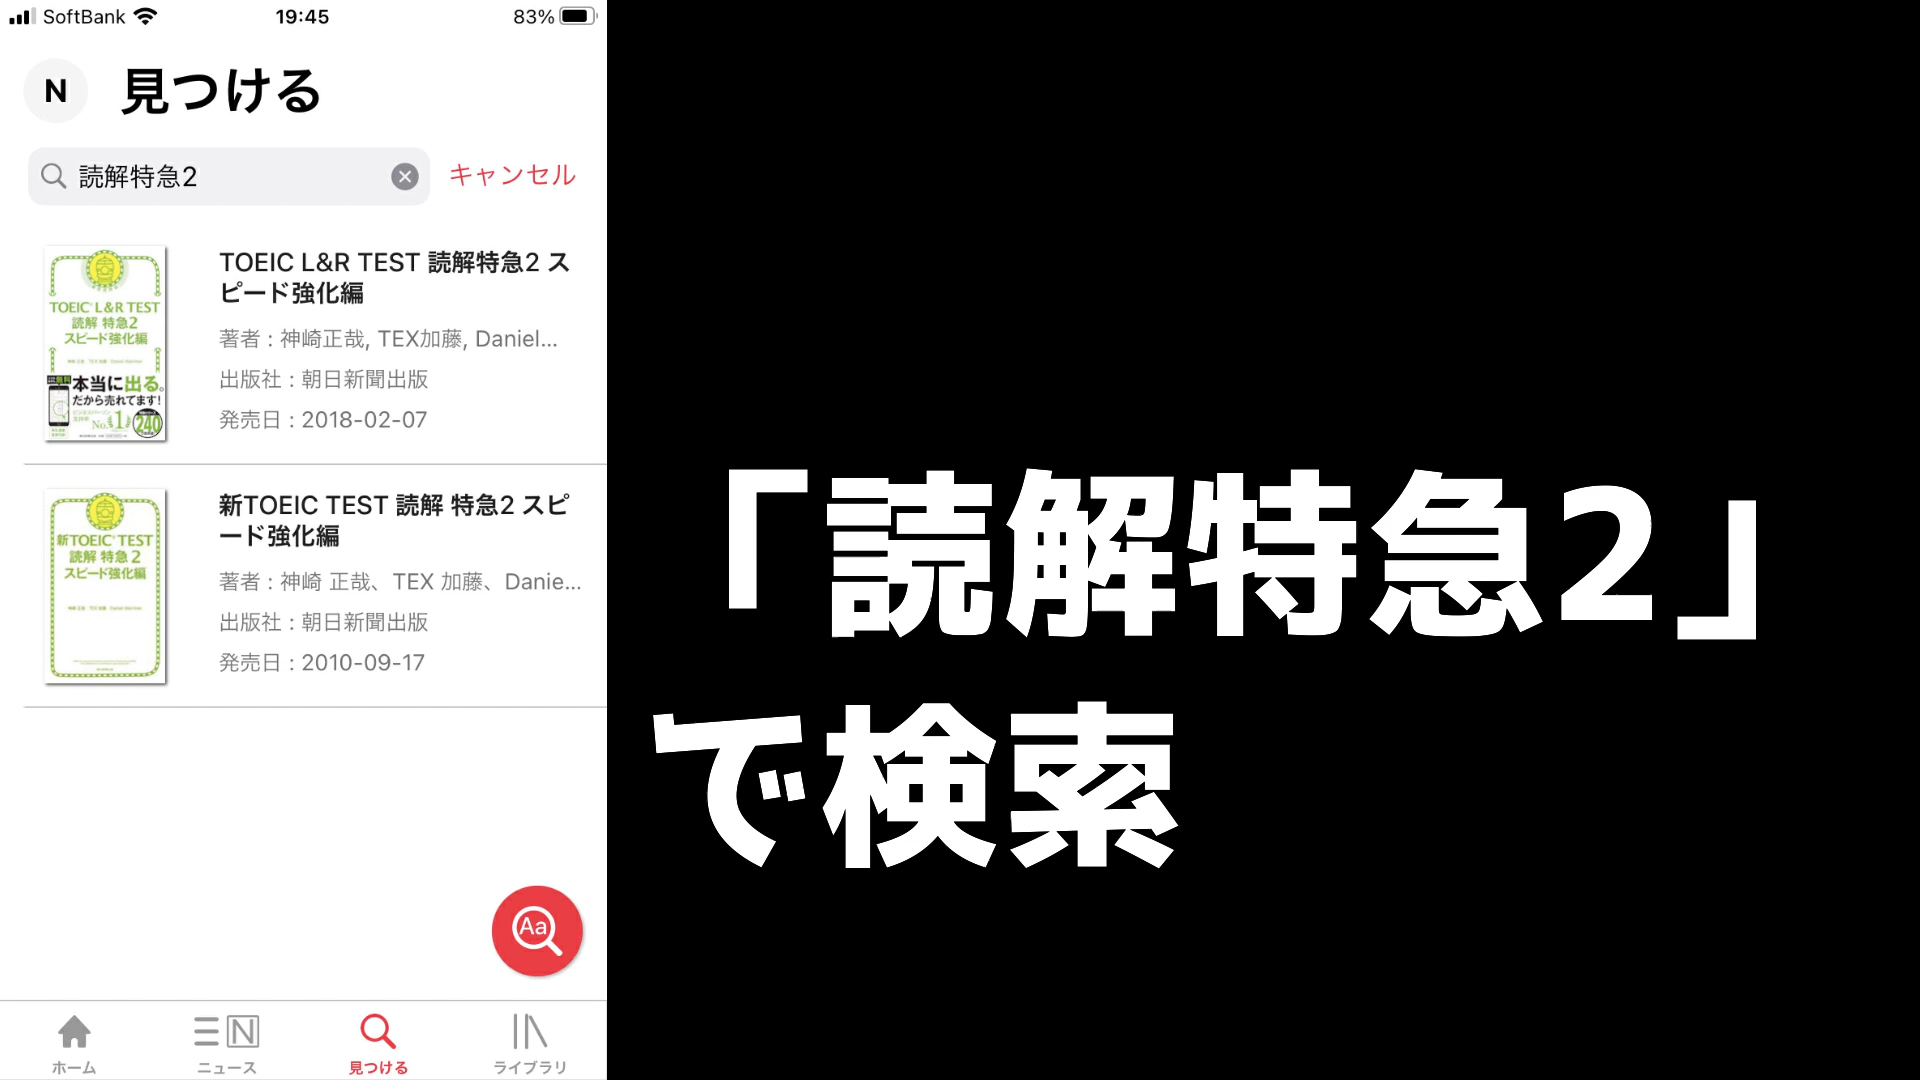 SoftBank 19:45 83%
N 見つける
読解特急2 キャンセル
TOEIC L&R TEST
読解 特急2
スピード強化編
本当に出る。
だから売れてます!
No.1
240
TOEIC L&R TEST 読解特急2 ス
ピード強化編
著者 : 神崎正哉, TEX加藤, Daniel...
出版社 : 朝日新聞出版
発売日 : 2018-02-07
新TOEIC TEST
読解 特急2
スピード強化編
新TOEIC TEST 読解 特急2 スピ
ード強化編
著者 : 神崎 正哉、TEX 加藤、Danie...
出版社 : 朝日新聞出版
発売日 : 2010-09-17
Aa
N
ホーム ニュース 見つける ライブラリ
「読解特急2」
で検索